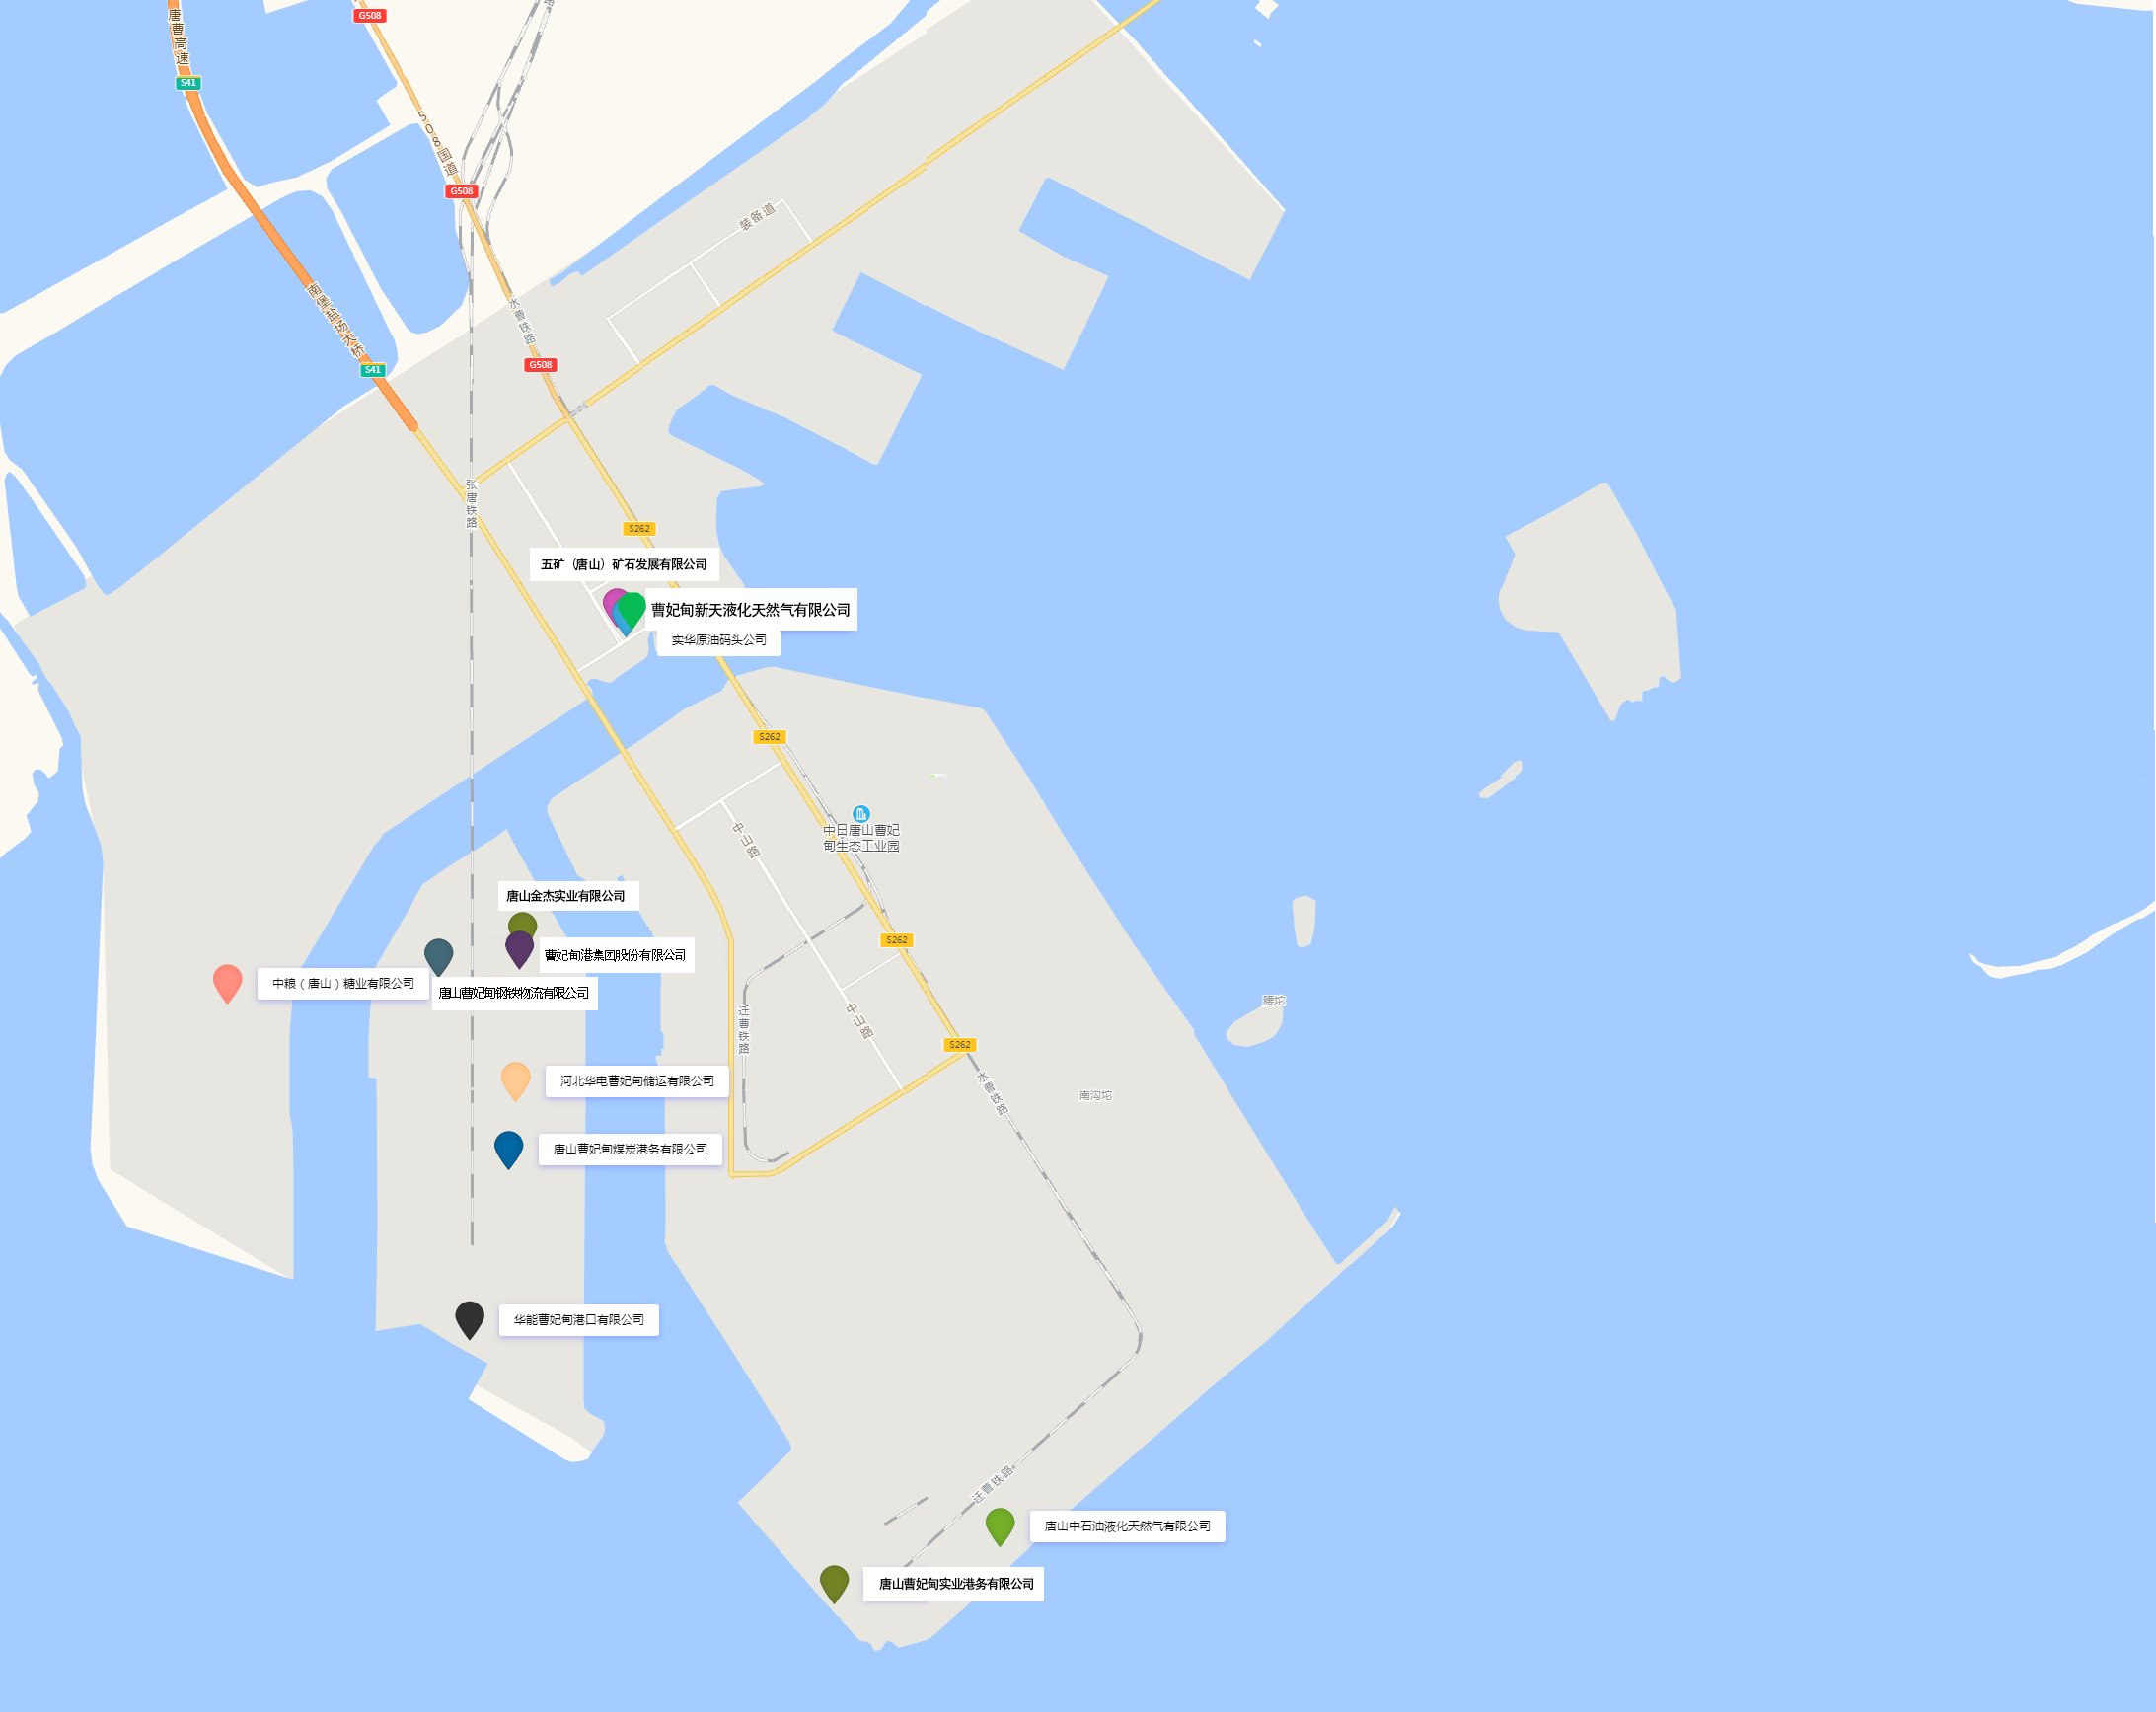 G508
唐曹高速
S41
508国道
G508
装备道
南堡盐场大桥
水曹铁路
G508
S41
张唐铁路
S262
五矿（唐山）矿石发展有限公司
曹妃甸新天液化天然气有限公司
实华原油码头公司
S262
中日唐山曹妃
甸生态工业园
中山路
唐山金杰实业有限公司
S262
曹妃甸港集团股份有限公司
中粮（唐山）糖业有限公司
唐山曹妃甸钢铁物流有限公司
腰坨
中山路
迁曹铁路
S262
河北华电曹妃甸储运有限公司
水曹铁路
南沟坨
唐山曹妃甸煤炭港务有限公司
华能曹妃甸港口有限公司
迁曹铁路
唐山中石油液化天然气有限公司
唐山曹妃甸实业港务有限公司